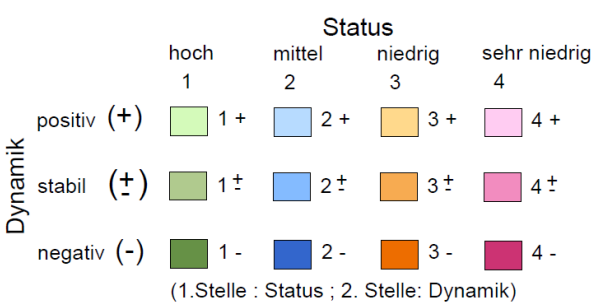 Status
hoch mittel niedrig sehr niedrig
1 2 3 4
Dynamik
positiv (+) 1 + 2 + 3 + 4 +
stabil (±) 1 ± 2 ± 3 ± 4 ±
negativ (-) 1 - 2 - 3 - 4 -
(1.Stelle : Status ; 2. Stelle: Dynamik)